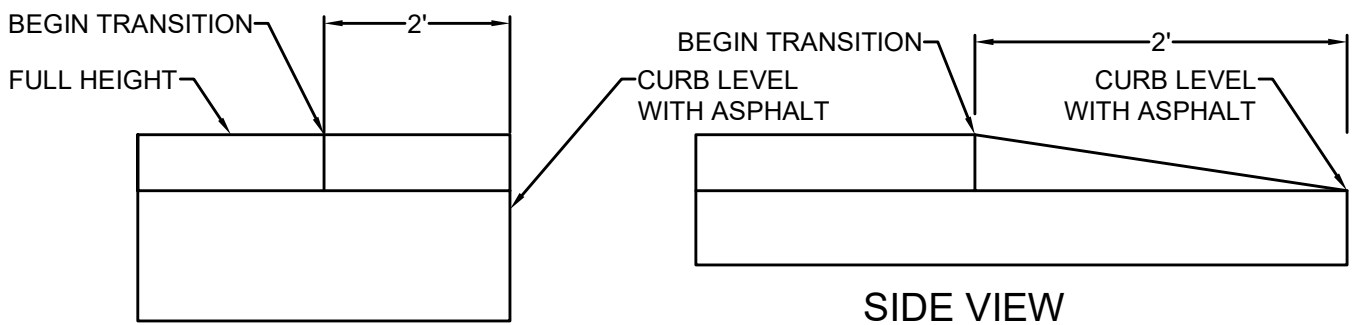 BEGIN TRANSITION
2'
FULL HEIGHT
CURB LEVEL
WITH ASPHALT
BEGIN TRANSITION
2'
CURB LEVEL
WITH ASPHALT
SIDE VIEW